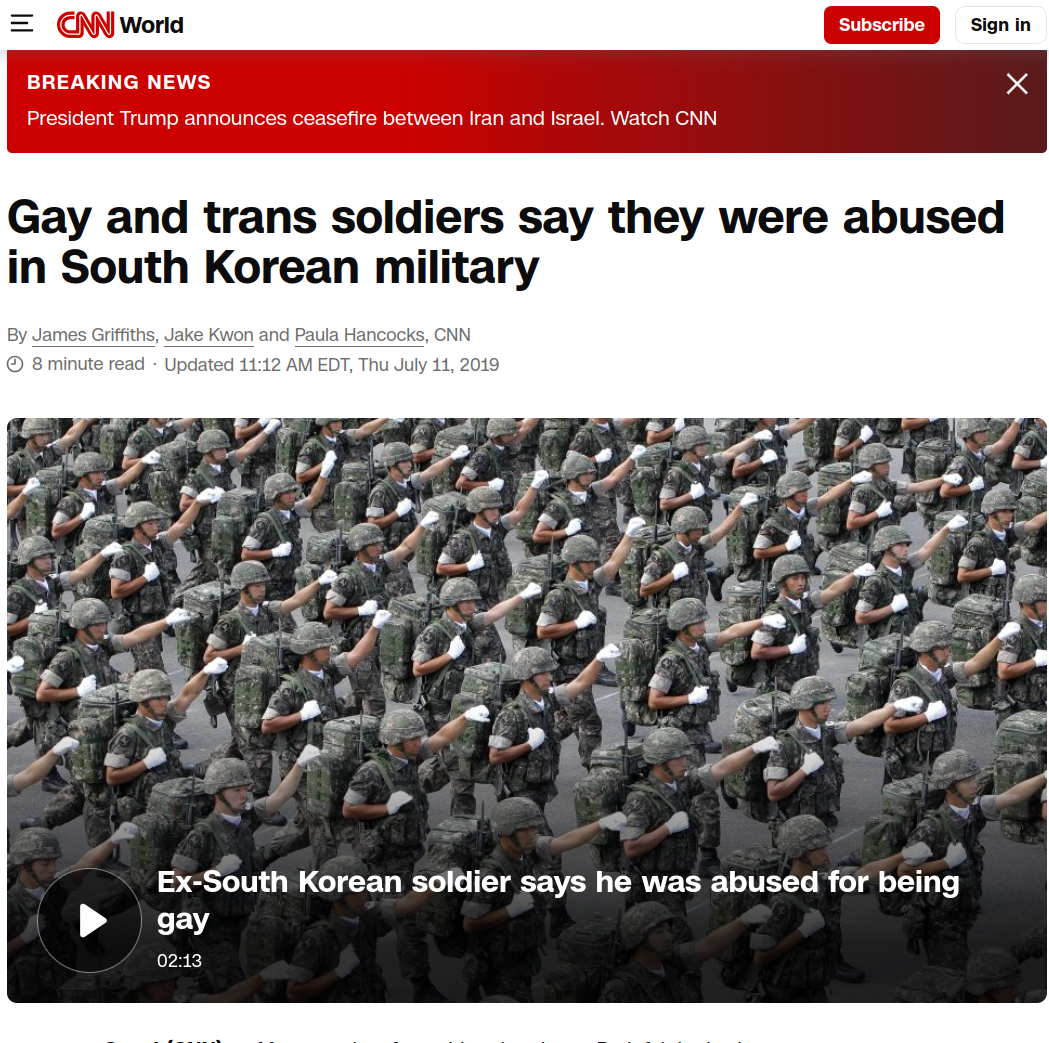 CNN World
Subscribe
Sign in
BREAKING NEWS
President Trump announces ceasefire between Iran and Israel. Watch CNN
Gay and trans soldiers say they were abused
in South Korean military
By James Griffiths, Jake Kwon and Paula Hancocks, CNN
8 minute read · Updated 11:12 AM EDT, Thu July 11, 2019
Ex-South Korean soldier says he was abused for being
gay
02:13